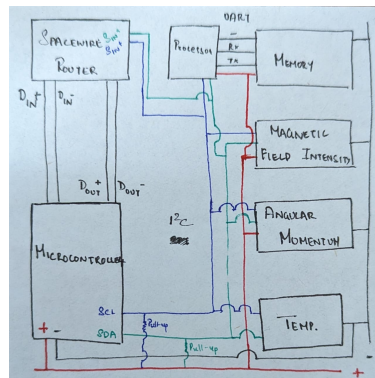 UART
SPACEWIRE
ROUTER
SIN+
SIN-
PROCESSOR
-
RX
TX
MEMORY
DIN+ DIN-
MAGNETIC
FIELD INTENSITY
DOUT+ DOUT-
I²C
ANGULAR
MOMENTUM
MICROCONTROLLER
SCL
Pull-up
TEMP.
SDA
Pull-up
+ -
- +